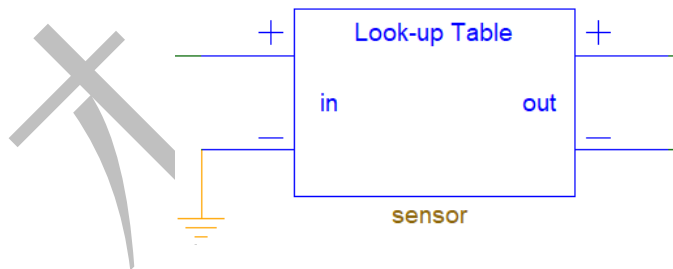 + Look-up Table +
in out
− −
sensor